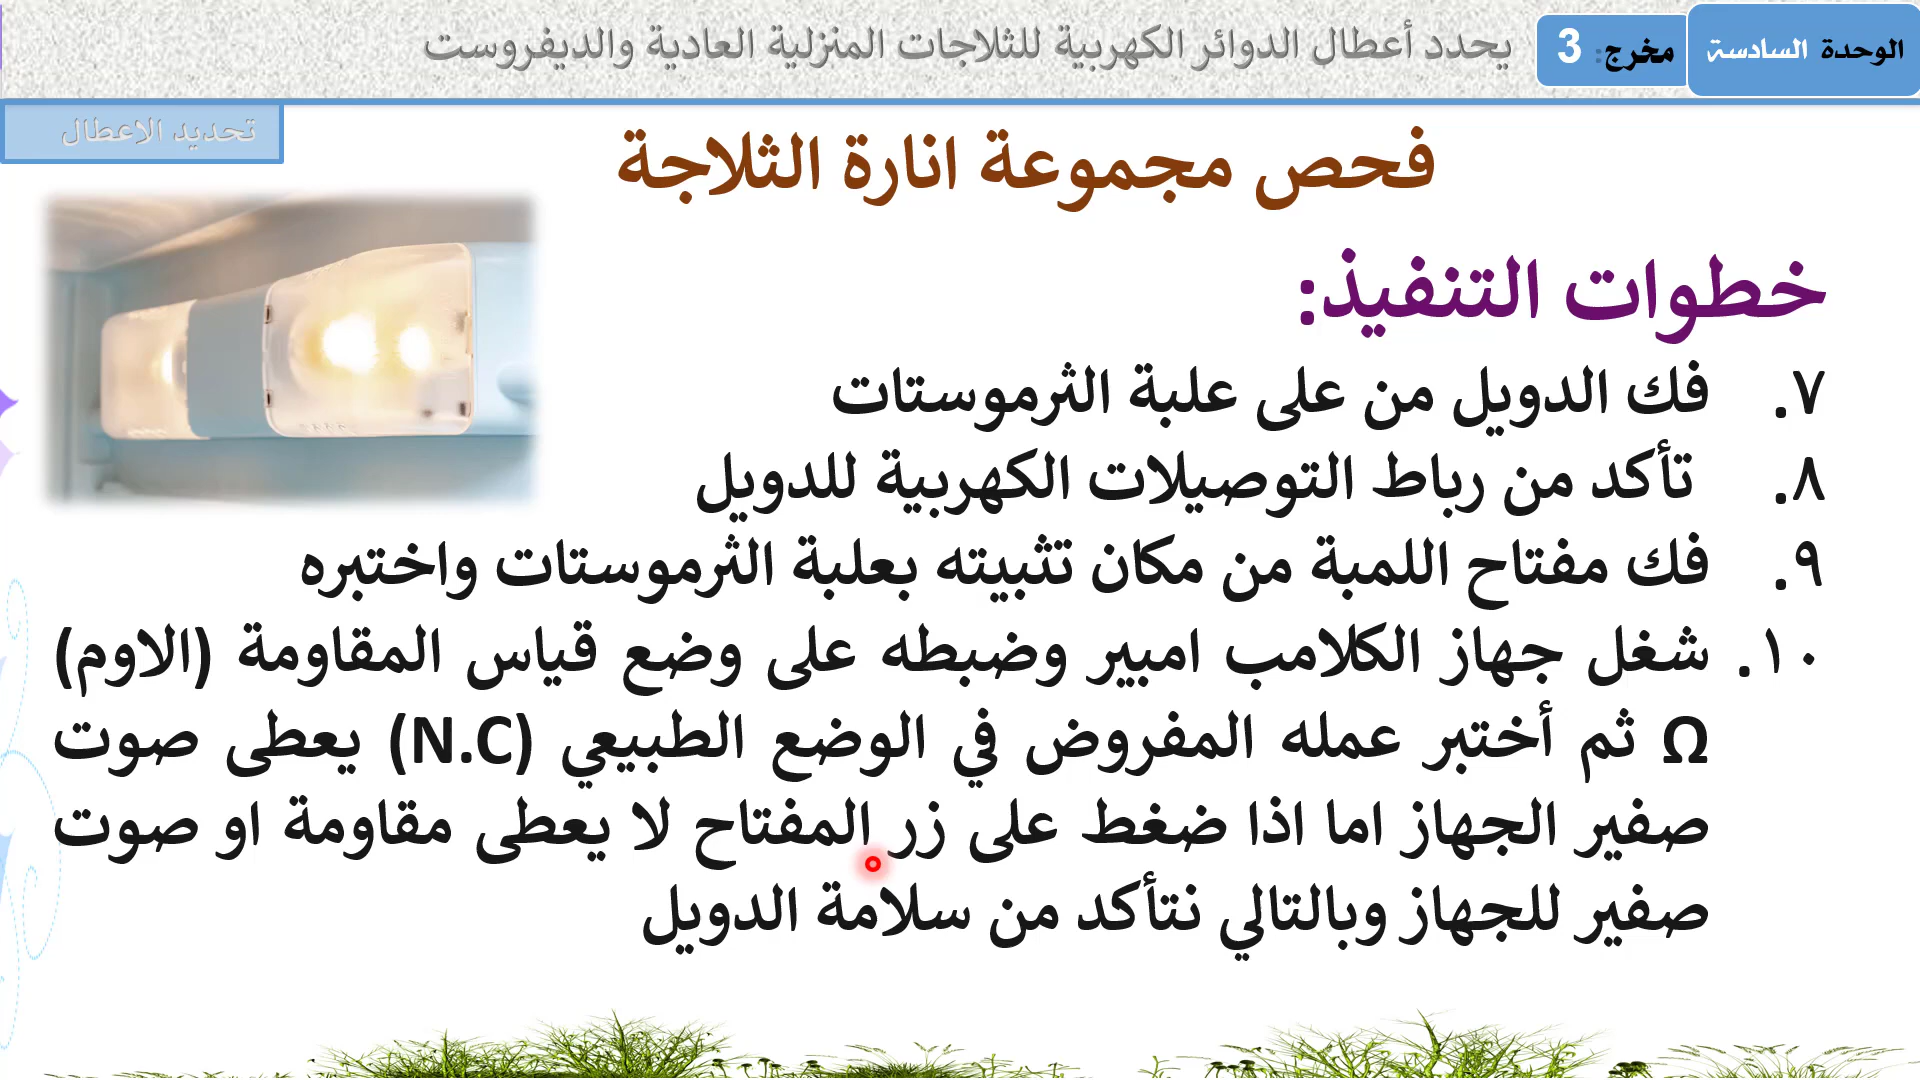 الوحدة السادسة
مخرج: 3
يحدد أعطال الدوائر الكهربية للثلاجات المنزلية العادية والديفروست
تحديد الاعطال
فحص مجموعة انارة الثلاجة
خطوات التنفيذ:
٧. فك الدويل من على علبة الثرموستات
٨. تأكد من رباط التوصيلات الكهربية للدويل
٩. فك مفتاح اللمبة من مكان تثبيته بعلبة الثرموستات واختبره
١٠. شغل جهاز الكلامب امبير وضبطه على وضع قياس المقاومة (الاوم)
Ω ثم أختبر عمله المفروض في الوضع الطبيعي (N.C) يعطى صوت
صفير الجهاز اما اذا ضغط على زر المفتاح لا يعطى مقاومة او صوت
صفير للجهاز وبالتالي نتأكد من سلامة الدويل